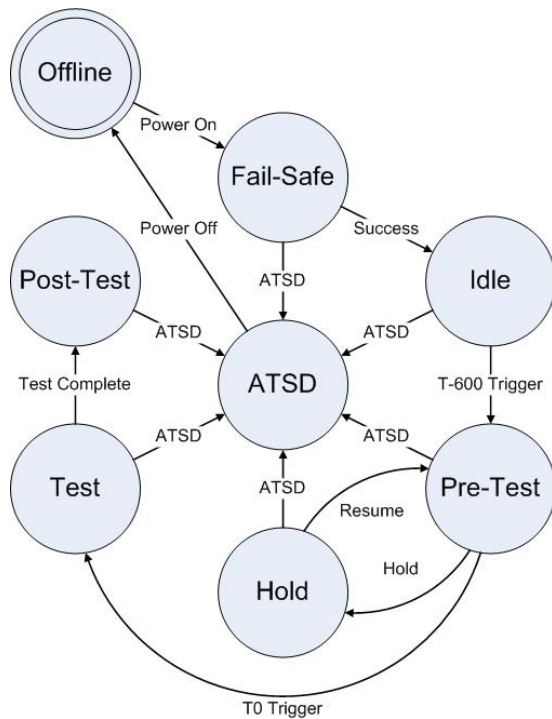 Offline
Power On
Fail-Safe
Power Off
Success
Post-Test
ATSD
Idle
ATSD
ATSD
ATSD
Test Complete
T-600 Trigger
ATSD
ATSD
Test
ATSD
Pre-Test
Resume
Hold
Hold
T0 Trigger